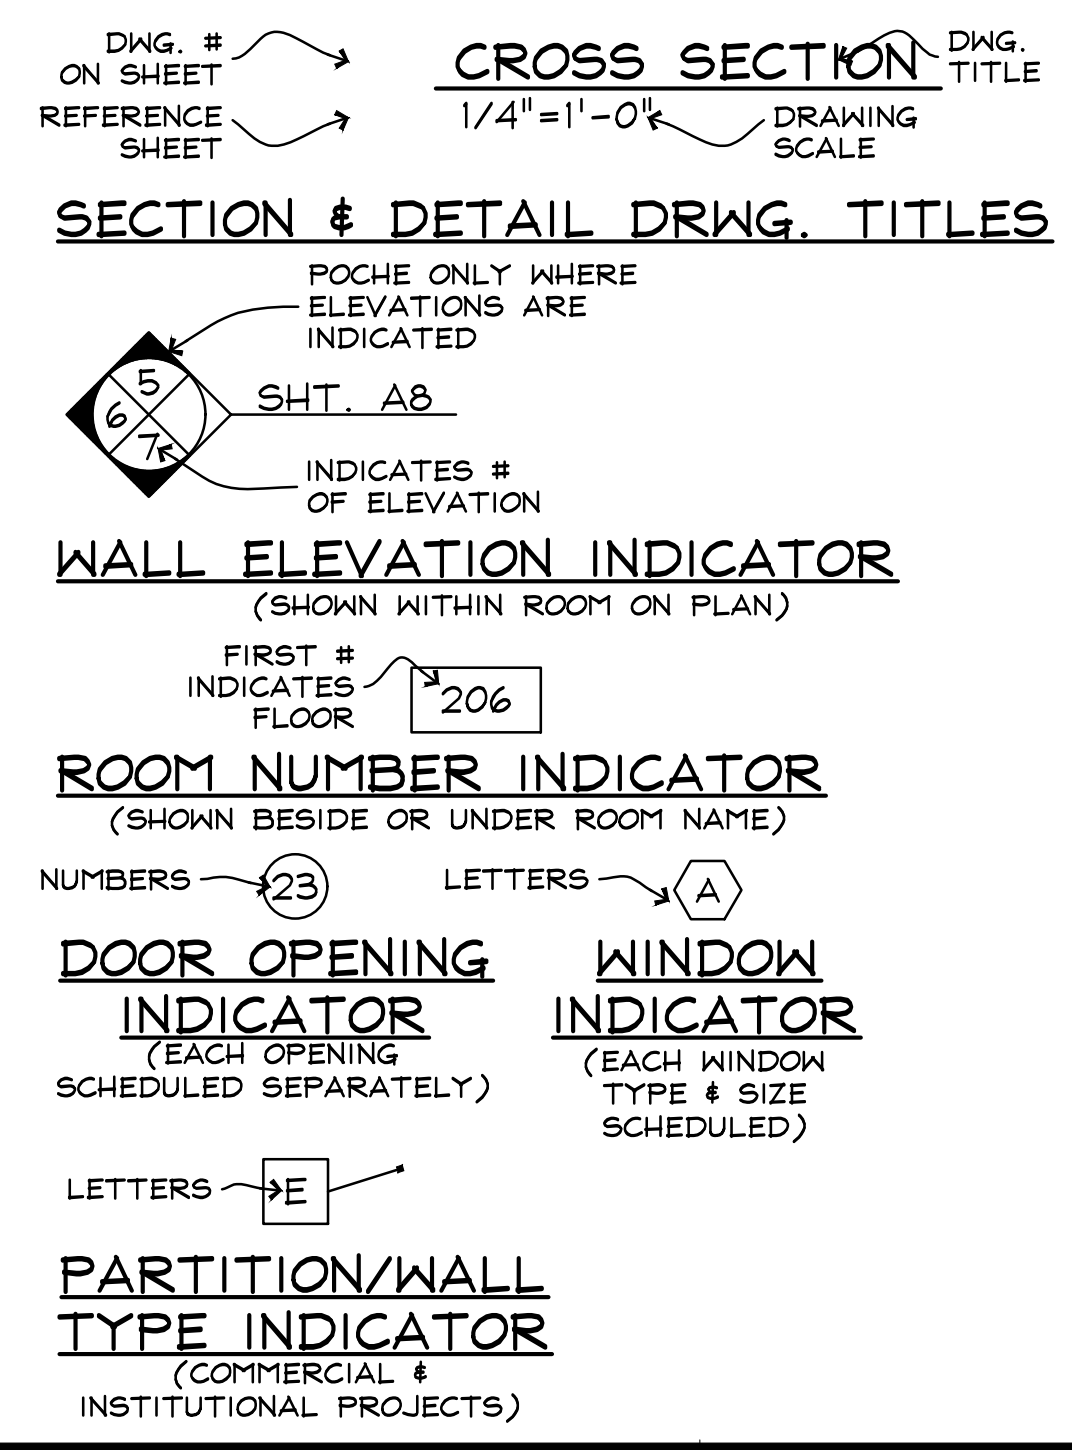 DWG. #
ON SHEET
CROSS SECTION
DWG.
TITLE
REFERENCE
SHEET
1/4"=1'-0"
DRAWING
SCALE
SECTION & DETAIL DRWG. TITLES
POCHE ONLY WHERE
ELEVATIONS ARE
INDICATED
5
6
7
SHT. A8
INDICATES #
OF ELEVATION
WALL ELEVATION INDICATOR
(SHOWN WITHIN ROOM ON PLAN)
FIRST #
INDICATES
FLOOR
206
ROOM NUMBER INDICATOR
(SHOWN BESIDE OR UNDER ROOM NAME)
NUMBERS
23
LETTERS
A
DOOR OPENING
INDICATOR
(EACH OPENING
SCHEDULED SEPARATELY)
WINDOW
INDICATOR
(EACH WINDOW
TYPE & SIZE
SCHEDULED)
LETTERS
E
PARTITION/WALL
TYPE INDICATOR
(COMMERCIAL &
INSTITUTIONAL PROJECTS)